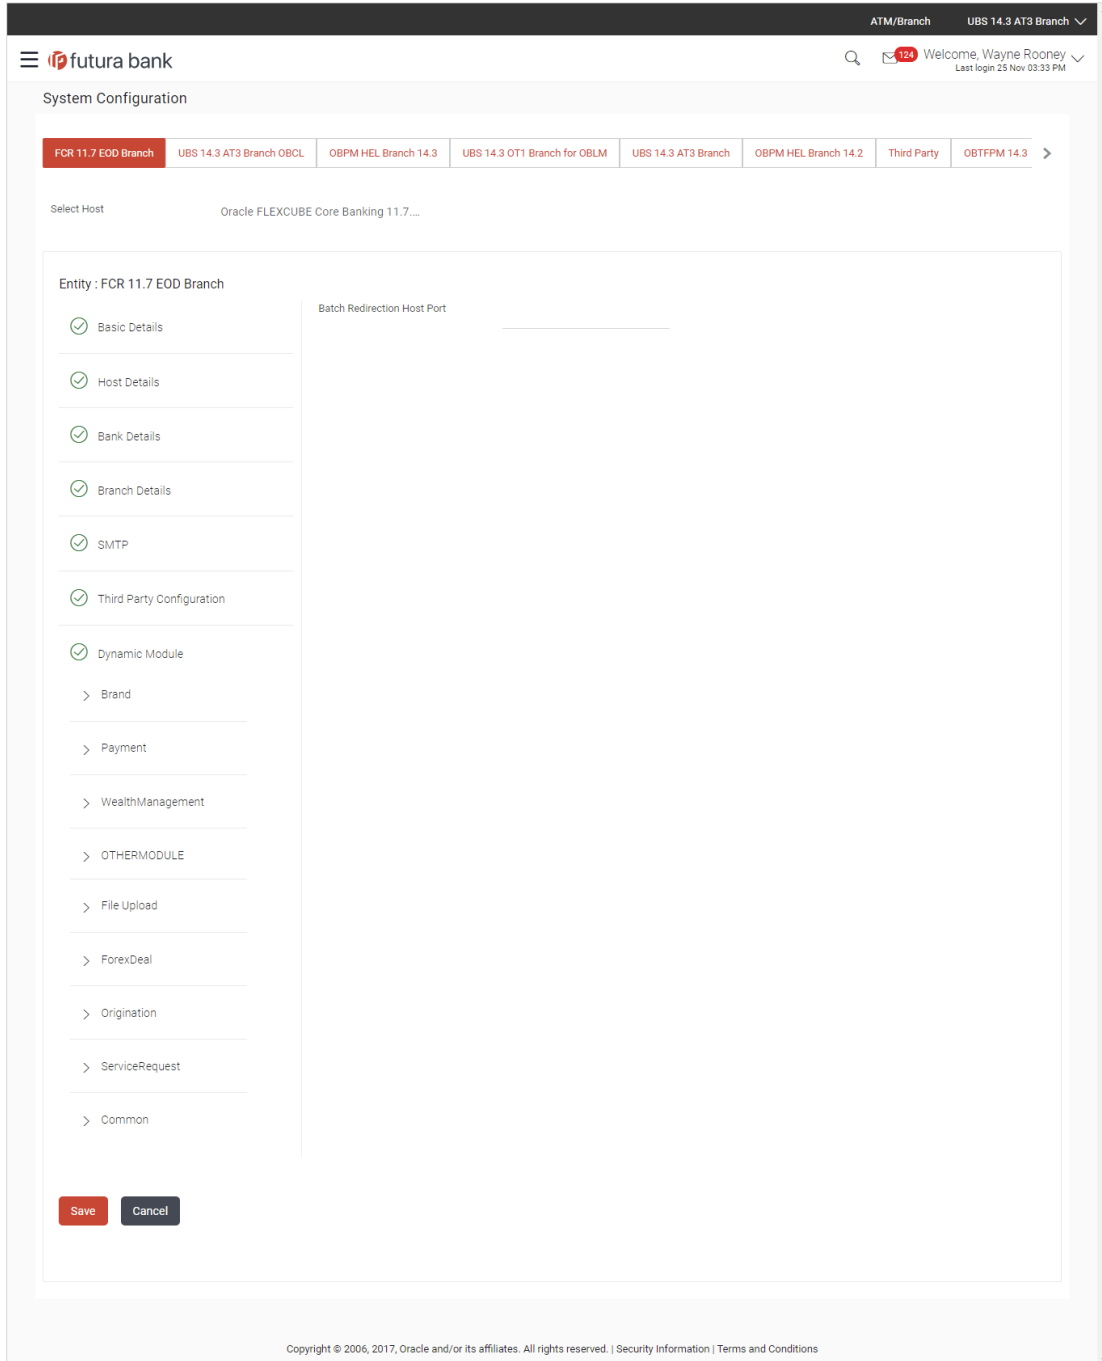 ATM/Branch UBS 14.3 AT3 Branch
futura bank 124 Welcome, Wayne Rooney
Last login 25 Nov 03:33 PM
System Configuration
FCR 11.7 EOD Branch UBS 14.3 AT3 Branch OBCL OBPM HEL Branch 14.3 UBS 14.3 OT1 Branch for OBLM UBS 14.3 AT3 Branch OBPM HEL Branch 14.2 Third Party OBTFPM 14.3
Select Host Oracle FLEXCUBE Core Banking 11.7....
Entity : FCR 11.7 EOD Branch
Batch Redirection Host Port
Basic Details
Host Details
Bank Details
Branch Details
SMTP
Third Party Configuration
Dynamic Module
Brand
Payment
WealthManagement
OTHERMODULE
File Upload
ForexDeal
Origination
ServiceRequest
Common
Save Cancel
Copyright © 2006, 2017, Oracle and/or its affiliates. All rights reserved. | Security Information | Terms and Conditions